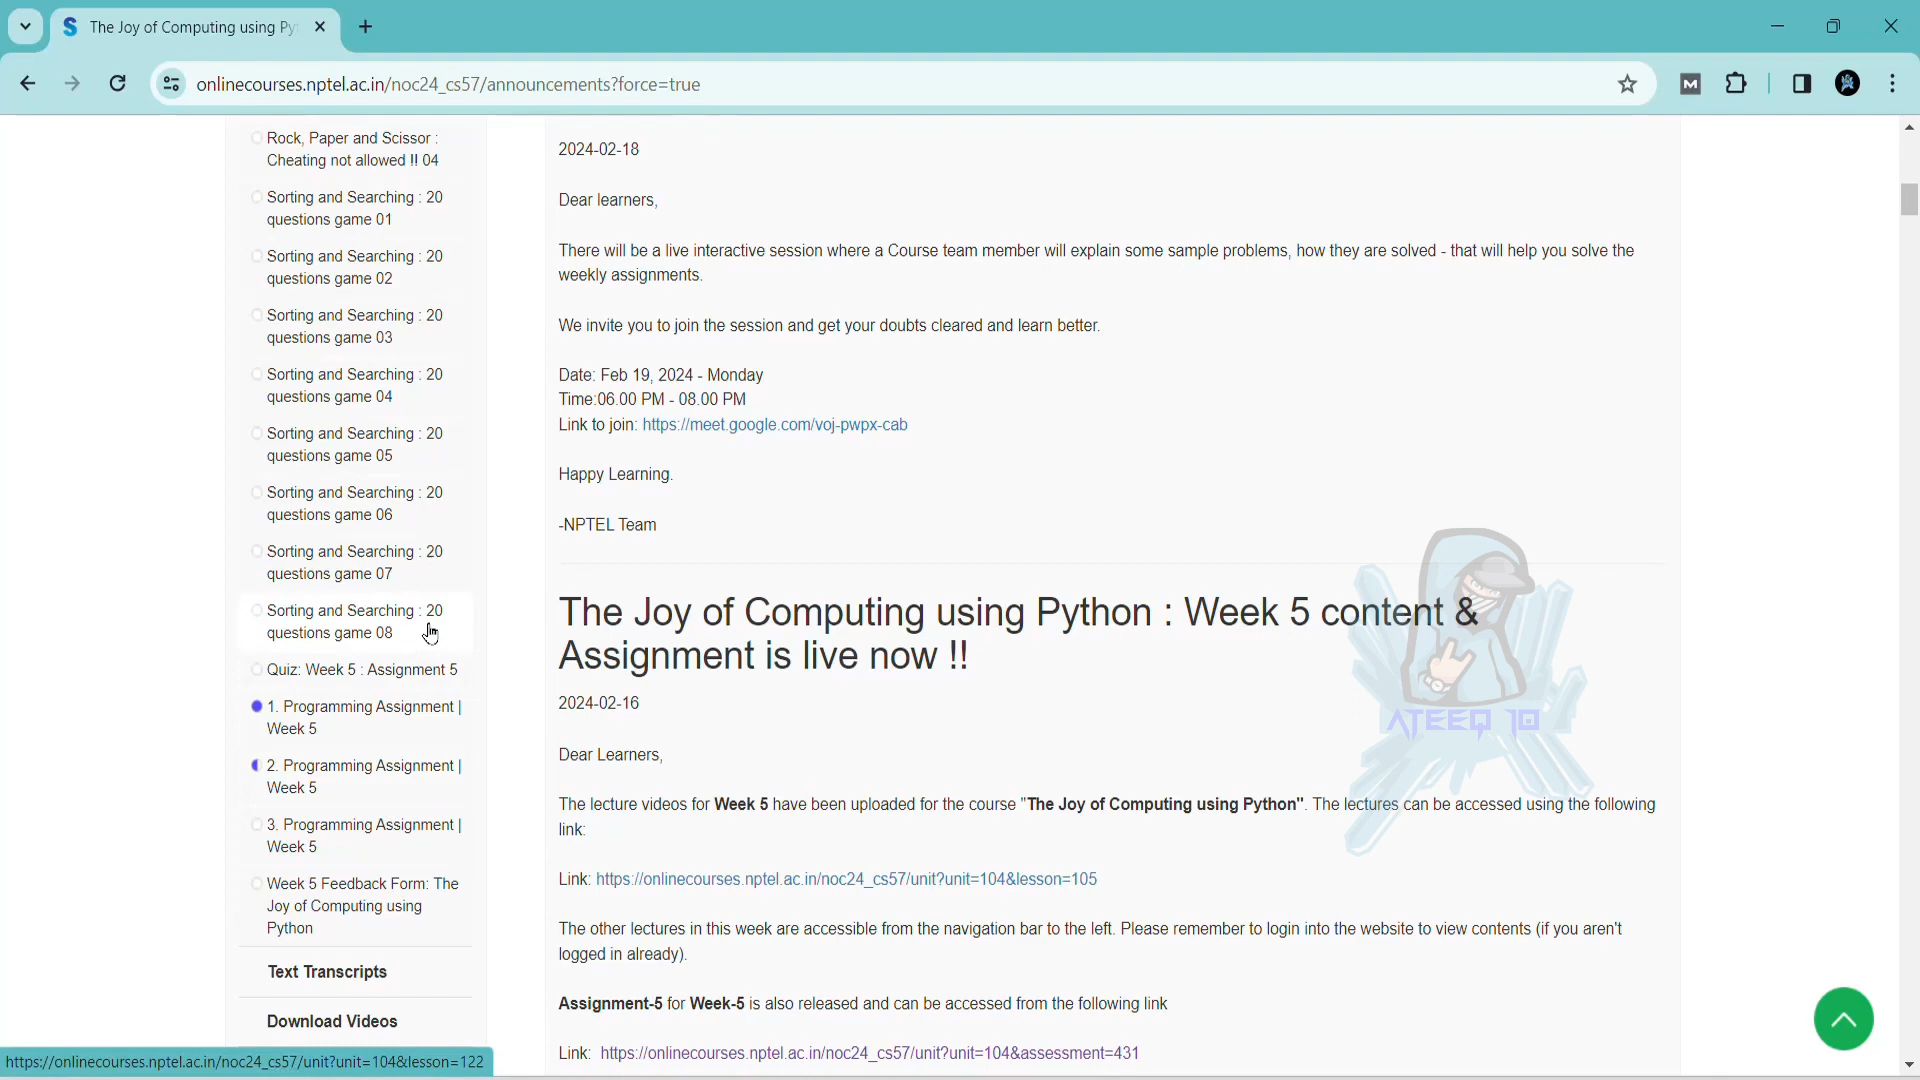 The Joy of Computing using Py
onlinecourses.nptel.ac.in/noc24_cs57/announcements?force=true
M
Rock, Paper and Scissor :
Cheating not allowed !! 04
Sorting and Searching : 20
questions game 01
Sorting and Searching : 20
questions game 02
Sorting and Searching : 20
questions game 03
Sorting and Searching : 20
questions game 04
Sorting and Searching : 20
questions game 05
Sorting and Searching : 20
questions game 06
Sorting and Searching : 20
questions game 07
Sorting and Searching : 20
questions game 08
Quiz: Week 5 : Assignment 5
1. Programming Assignment |
Week 5
2. Programming Assignment |
Week 5
3. Programming Assignment |
Week 5
Week 5 Feedback Form: The
Joy of Computing using
Python
Text Transcripts
Download Videos
https://onlinecourses.nptel.ac.in/noc24_cs57/unit?unit=104&lesson=122
2024-02-18
Dear learners,
There will be a live interactive session where a Course team member will explain some sample problems, how they are solved - that will help you solve the
weekly assignments.
We invite you to join the session and get your doubts cleared and learn better.
Date: Feb 19, 2024 - Monday
Time:06.00 PM - 08.00 PM
Link to join: https://meet.google.com/voj-pwpx-cab
Happy Learning.
-NPTEL Team
The Joy of Computing using Python : Week 5 content &
Assignment is live now !!
2024-02-16
ATEEQ 10
Dear Learners,
The lecture videos for Week 5 have been uploaded for the course "The Joy of Computing using Python". The lectures can be accessed using the following
link:
Link: https://onlinecourses.nptel.ac.in/noc24_cs57/unit?unit=104&lesson=105
The other lectures in this week are accessible from the navigation bar to the left. Please remember to login into the website to view contents (if you aren't
logged in already).
Assignment-5 for Week-5 is also released and can be accessed from the following link
Link: https://onlinecourses.nptel.ac.in/noc24_cs57/unit?unit=104&assessment=431